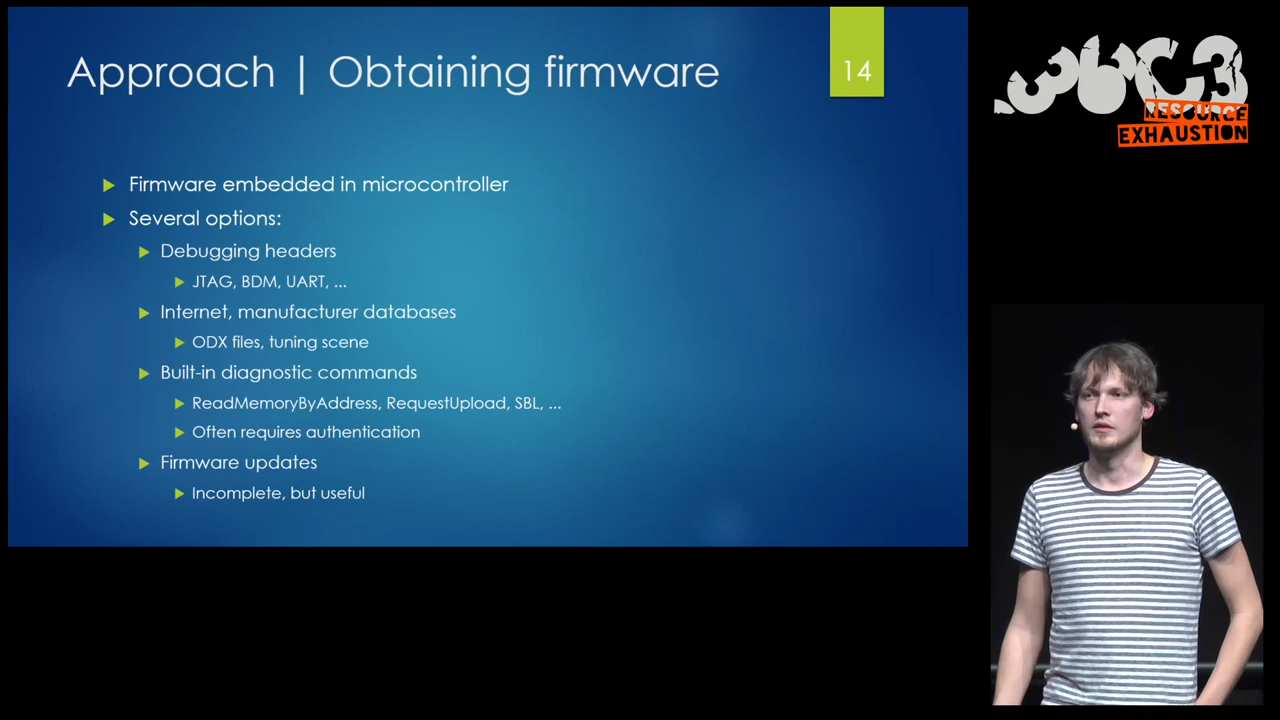 Approach | Obtaining firmware
14
Firmware embedded in microcontroller
Several options:
Debugging headers
JTAG, BDM, UART, ...
Internet, manufacturer databases
ODX files, tuning scene
Built-in diagnostic commands
ReadMemoryByAddress, RequestUpload, SBL, ...
Often requires authentication
Firmware updates
Incomplete, but useful
36C3
RESOURCE
EXHAUSTION